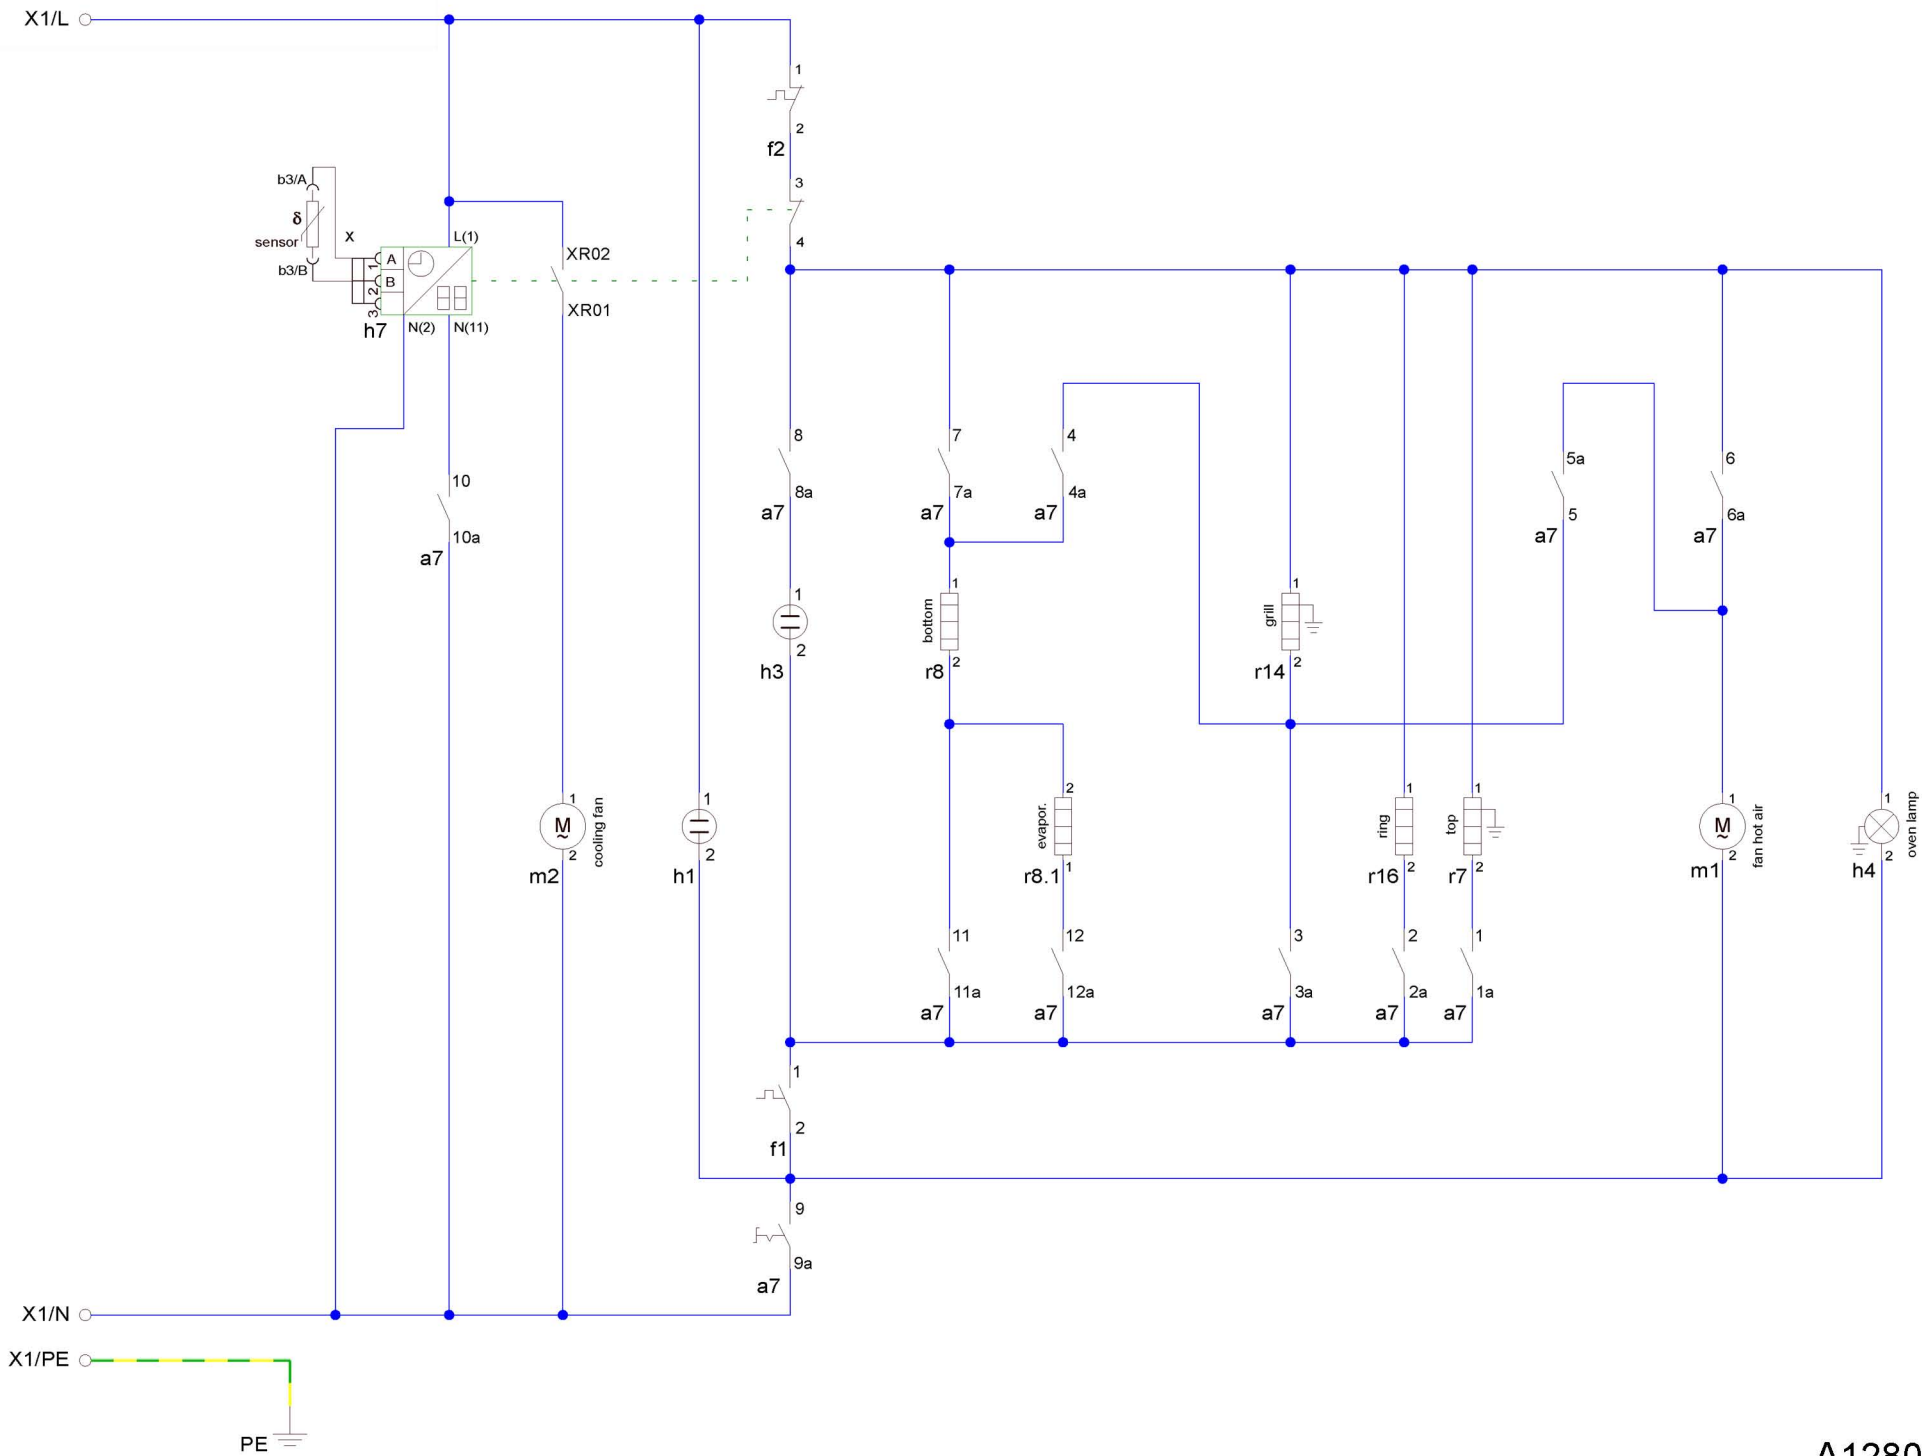 X1/L
1
2
f2
3
4
b3/A
δ
sensor
b3/B
X
L(1)
A
B
1
2
3
h7
N(2)
N(11)
XR02
XR01
8
8a
a7
7
7a
a7
4
4a
a7
5a
5
a7
6
6a
a7
10
10a
a7
1
2
h3
bottom
1
2
r8
grill
1
2
r14
1
M
~
2
m2
cooling fan
1
2
h1
evapor.
2
1
r8.1
ring
1
2
r16
top
1
2
r7
1
M
~
2
m1
fan hot air
1
2
h4
oven lamp
11
11a
a7
12
12a
a7
3
3a
a7
2
2a
a7
1
1a
a7
1
2
f1
9
9a
a7
X1/N
X1/PE
PE